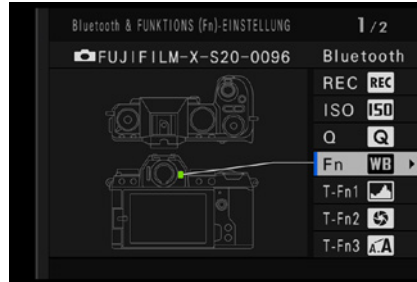 Bluetooth & FUNKTIONS (Fn)-EINSTELLUNG 1/2
FUJIFILM-X-S20-0096 Bluetooth
REC REC
ISO ISO
Q Q
Fn WB
T-Fn1
T-Fn2
T-Fn3 A:A